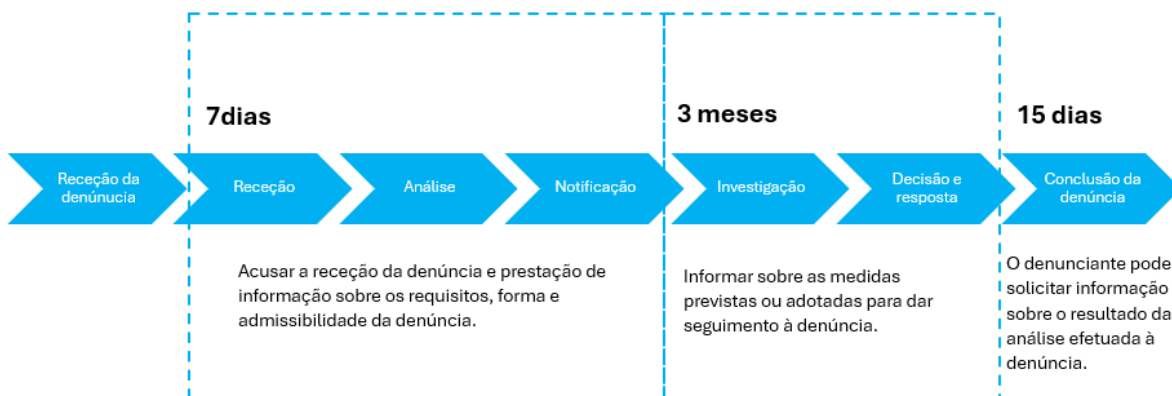 7dias
3 meses
15 dias
Receção da
denúnucia
Receção
Análise
Notificação
Investigação
Decisão e
resposta
Conclusão da
denúncia
Acusar a receção da denúncia e prestação de
informação sobre os requisitos, forma e
admissibilidade da denúncia.
Informar sobre as medidas
previstas ou adotadas para dar
seguimento à denúncia.
O denunciante pode
solicitar informação
sobre o resultado da
análise efetuada à
denúncia.